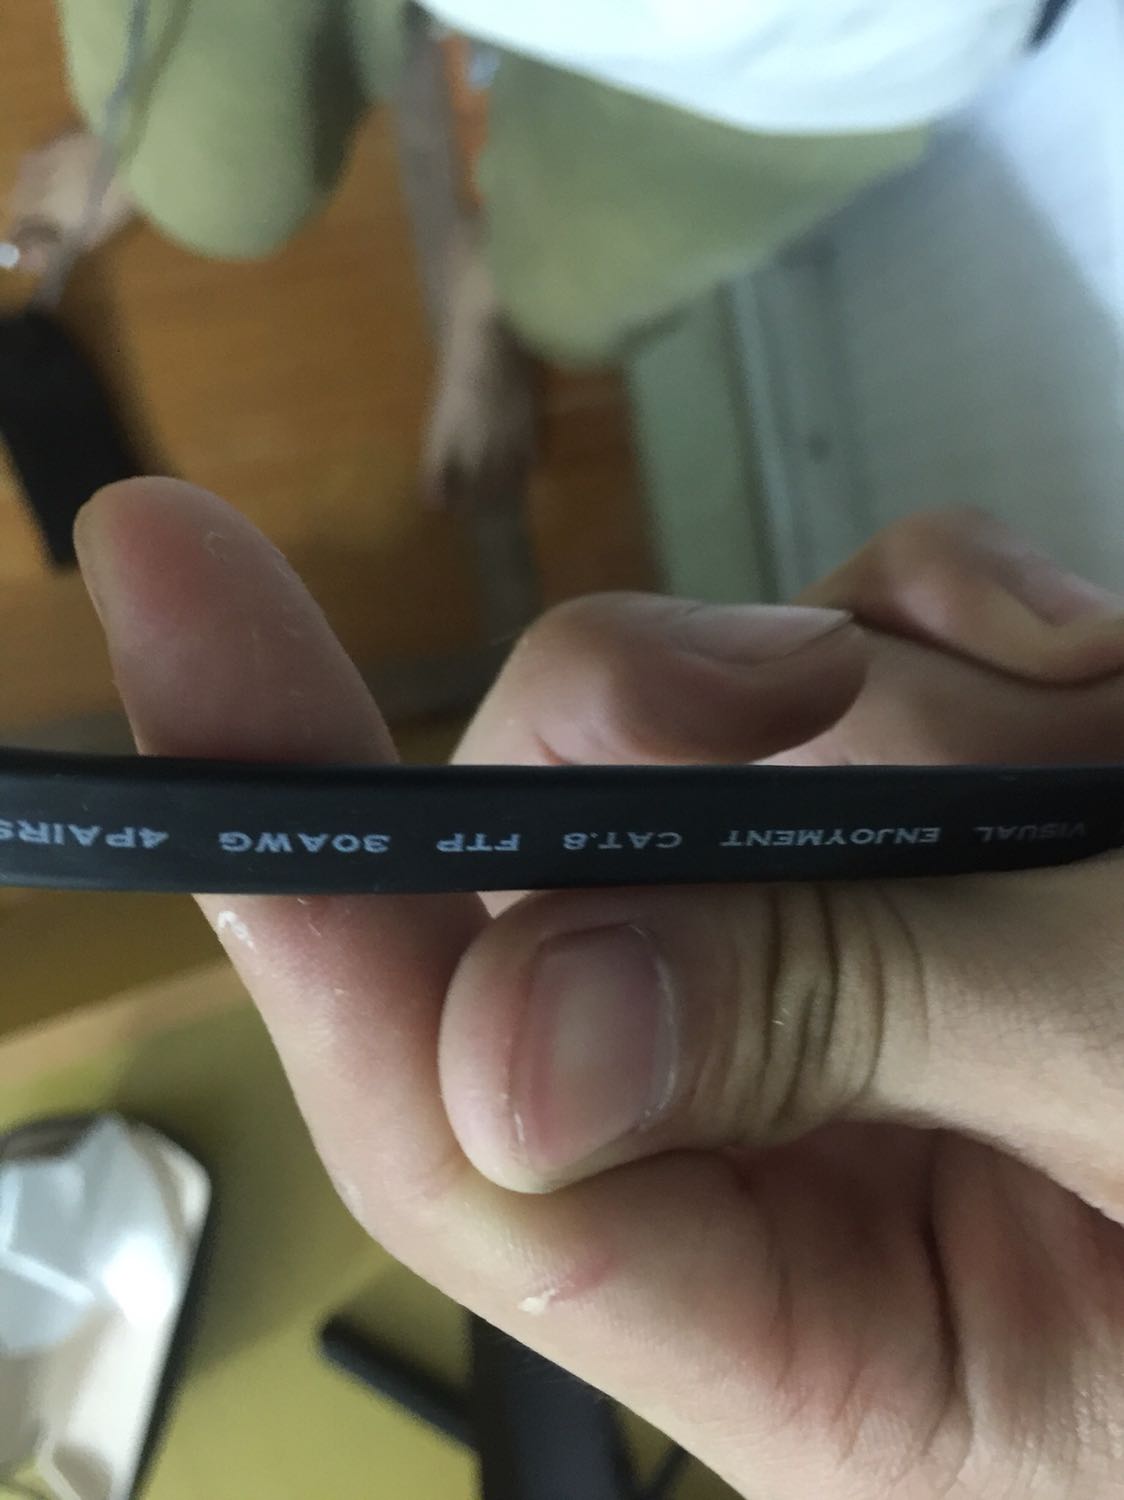 VISUAL ENJOYMENT CAT.8 FTP 30AWG 4PAIRS